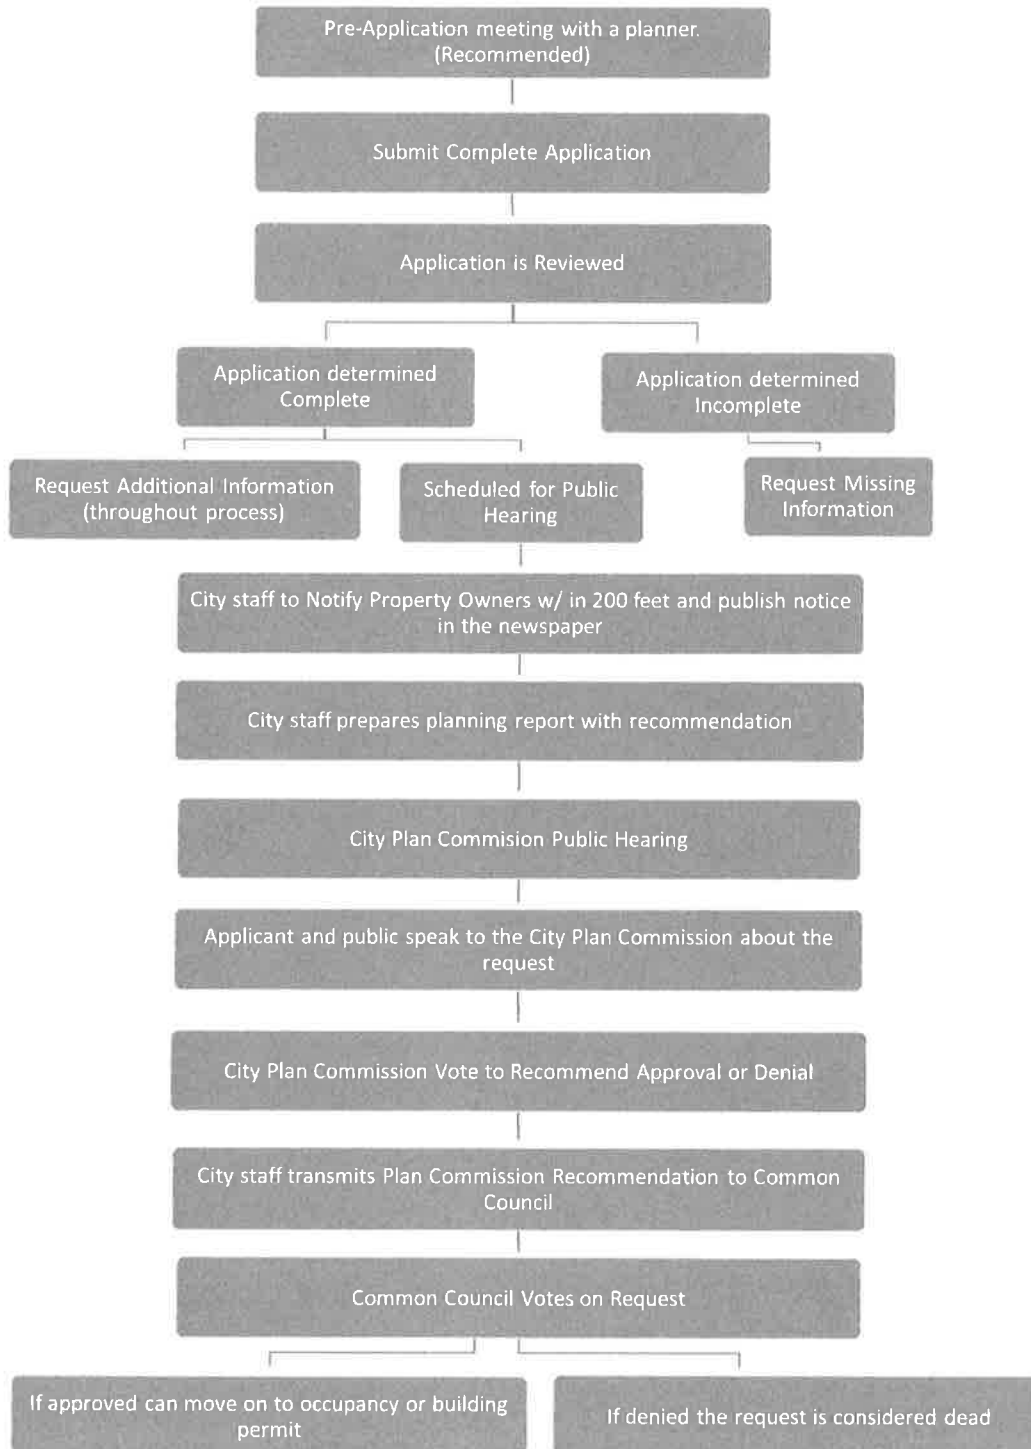 Pre-Application meeting with a planner.
(Recommended)
Submit Complete Application
Application is Reviewed
Application determined
Complete
Application determined
Incomplete
Request Additional Information
(throughout process)
Scheduled for Public
Hearing
Request Missing
Information
City staff to Notify Property Owners w/ in 200 feet and publish notice
in the newspaper
City staff prepares planning report with recommendation
City Plan Commision Public Hearing
Applicant and public speak to the City Plan Commission about the
request
City Plan Commission Vote to Recommend Approval or Denial
City staff transmits Plan Commission Recommendation to Common
Council
Common Council Votes on Request
If approved can move on to occupancy or building
permit
If denied the request is considered dead